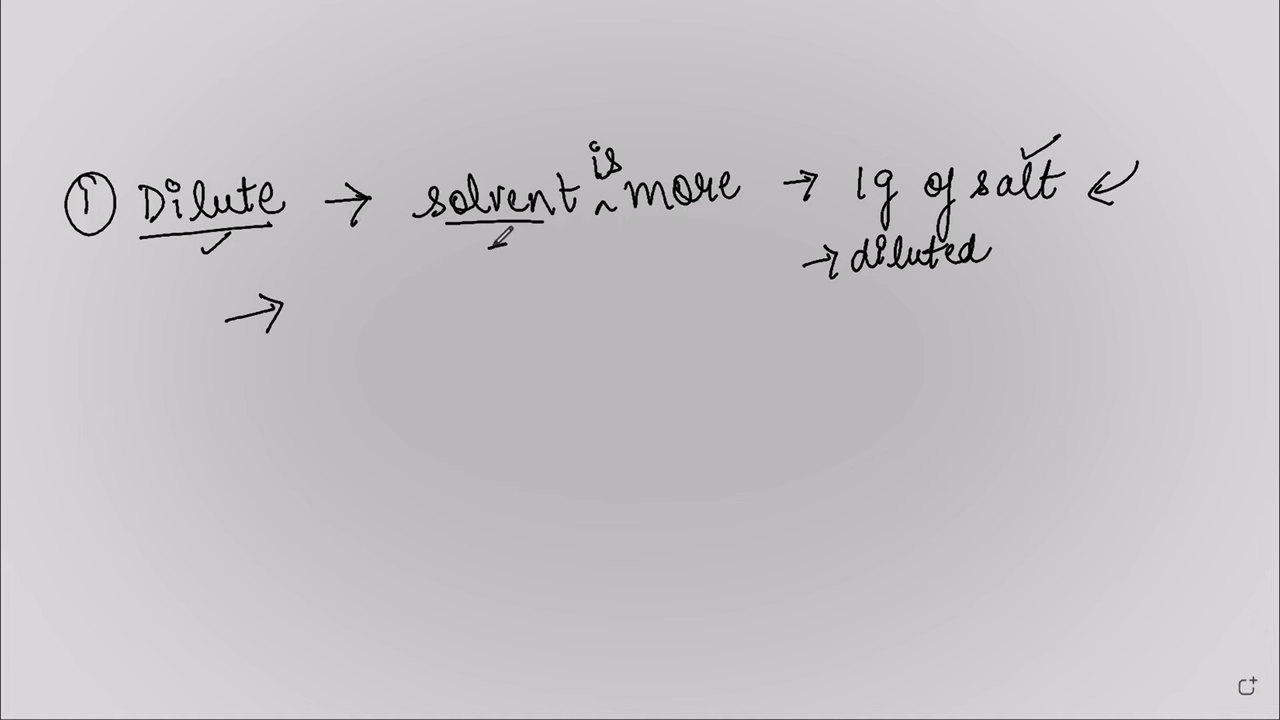 ① Dilute → solvent is more → 1g of salt ↙
→ diluted
→